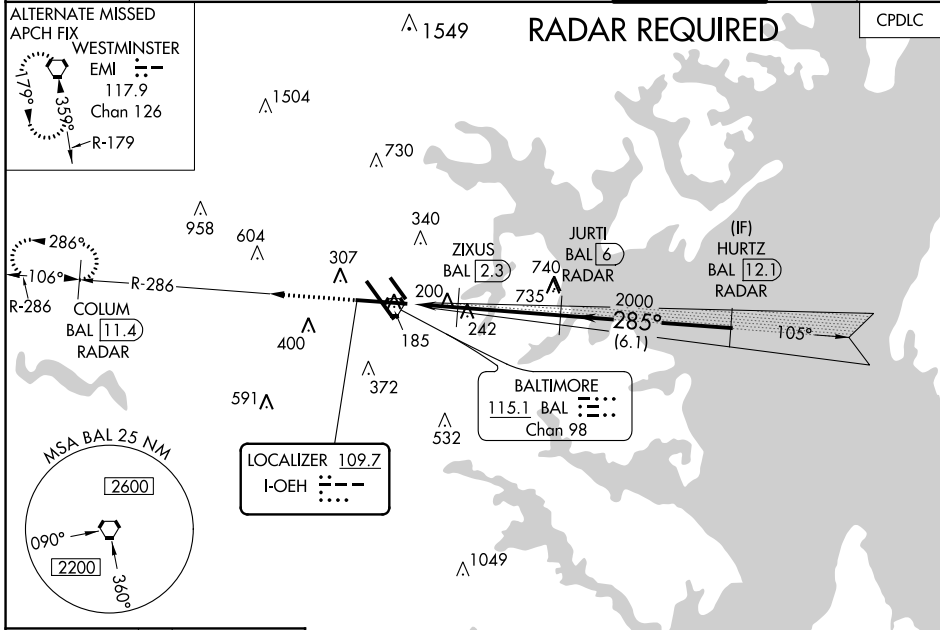 ALTERNATE MISSED
APCH FIX
WESTMINSTER
EMI
117.9
Chan 126
179°
359°
R-179
RADAR REQUIRED
CPDLC
1549
1504
730
958
604
340
307
ZIXUS
BAL 2.3
JURTI
BAL 6
RADAR
(IF)
HURTZ
BAL 12.1
RADAR
740
735
2000
285°
(6.1)
105°
200
242
185
286°
106°
R-286
R-286
COLUM
BAL 11.4
RADAR
400
372
591
532
BALTIMORE
115.1 BAL
Chan 98
LOCALIZER 109.7
I-OEH
MSA BAL 25 NM
2600
090°
2200
360°
1049